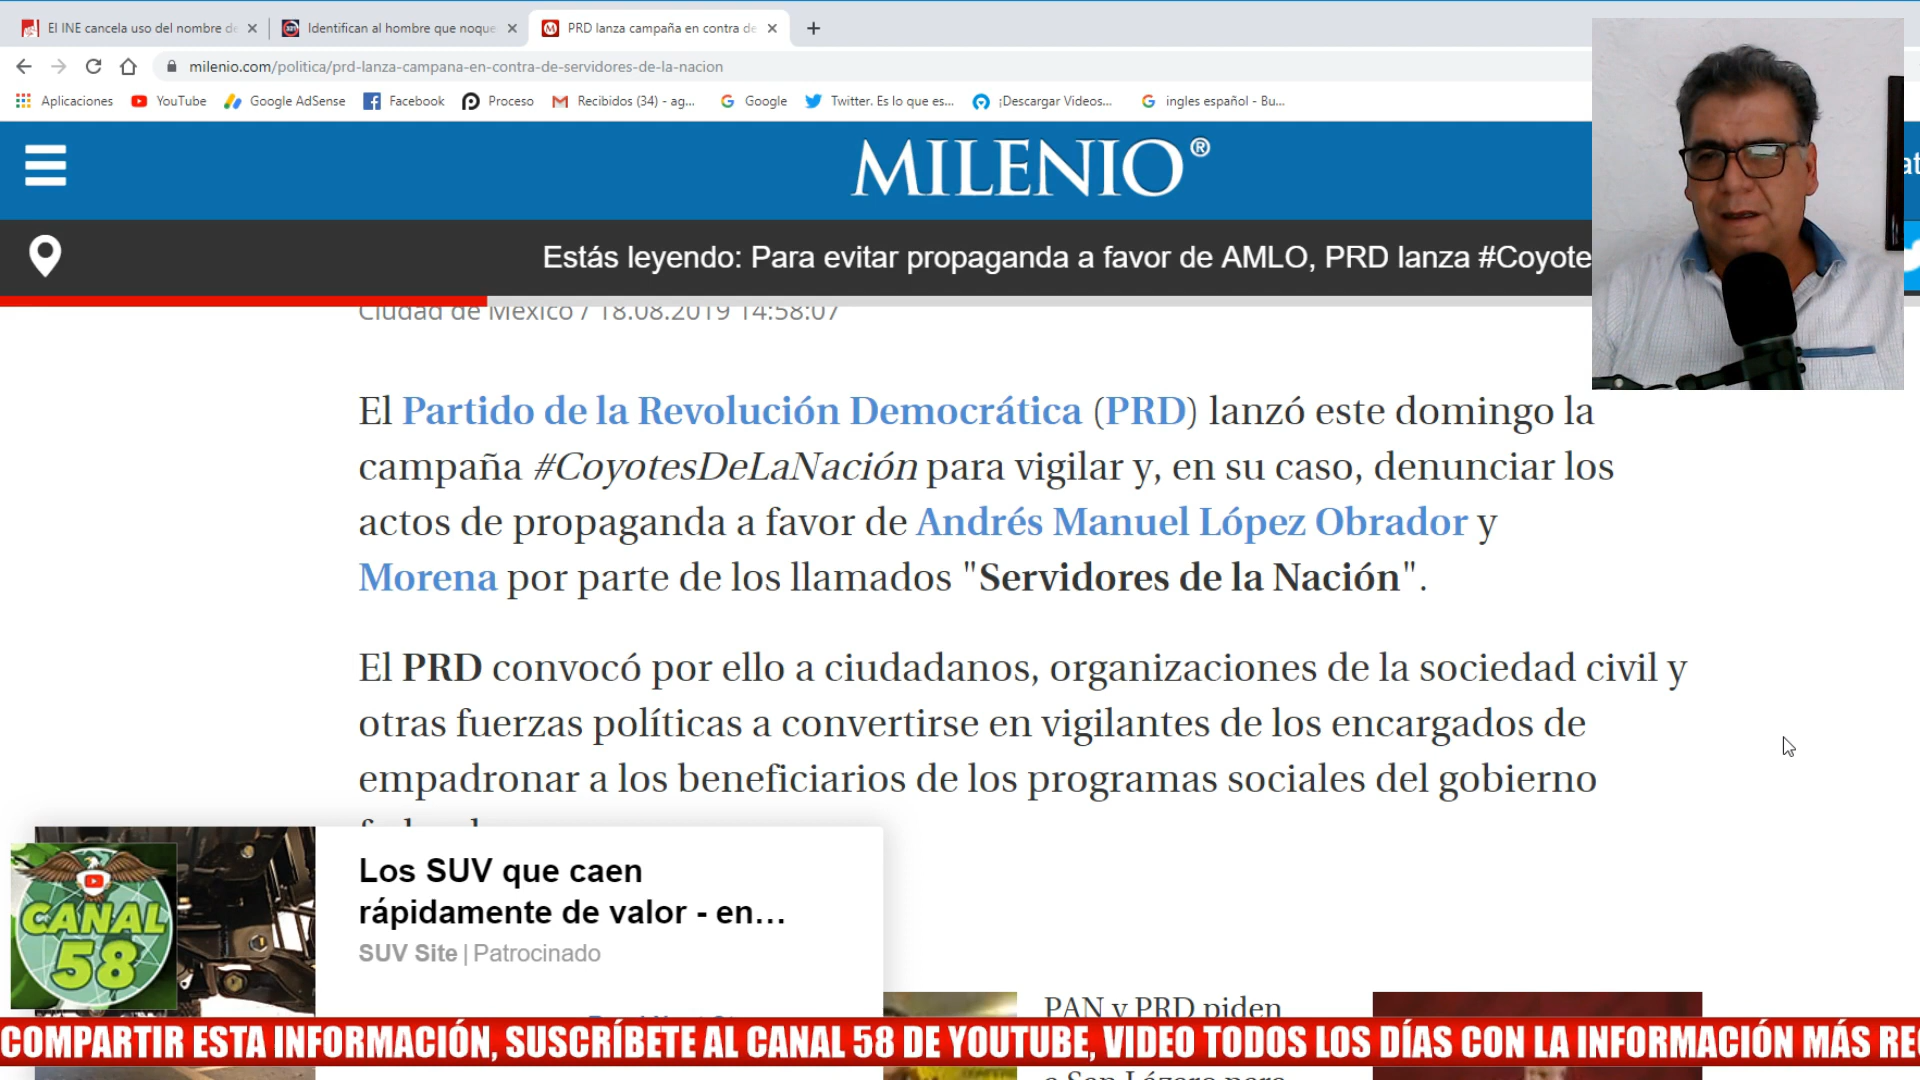 El INE cancela uso del nombre de
Identifican al hombre que noque
PRD lanza campaña en contra de
milenio.com/politica/prd-lanza-campana-en-contra-de-servidores-de-la-nacion
Aplicaciones
YouTube
Google AdSense
Facebook
Proceso
Recibidos (34) - ag...
Google
Twitter. Es lo que es...
¡Descargar Videos...
ingles español - Bu...
MILENIO®
Estás leyendo: Para evitar propaganda a favor de AMLO, PRD lanza #Coyote
Ciudad de México / 18.08.2019 14:58:07
El Partido de la Revolución Democrática (PRD) lanzó este domingo la
campaña #CoyotesDeLaNación para vigilar y, en su caso, denunciar los
actos de propaganda a favor de Andrés Manuel López Obrador y
Morena por parte de los llamados "Servidores de la Nación".
El PRD convocó por ello a ciudadanos, organizaciones de la sociedad civil y
otras fuerzas políticas a convertirse en vigilantes de los encargados de
empadronar a los beneficiarios de los programas sociales del gobierno
Los SUV que caen
rápidamente de valor - en...
SUV Site | Patrocinado
CANAL
58
PAN y PRD piden
COMPARTIR ESTA INFORMACIÓN, SUSCRÍBETE AL CANAL 58 DE YOUTUBE, VIDEO TODOS LOS DÍAS CON LA INFORMACIÓN MÁS RE